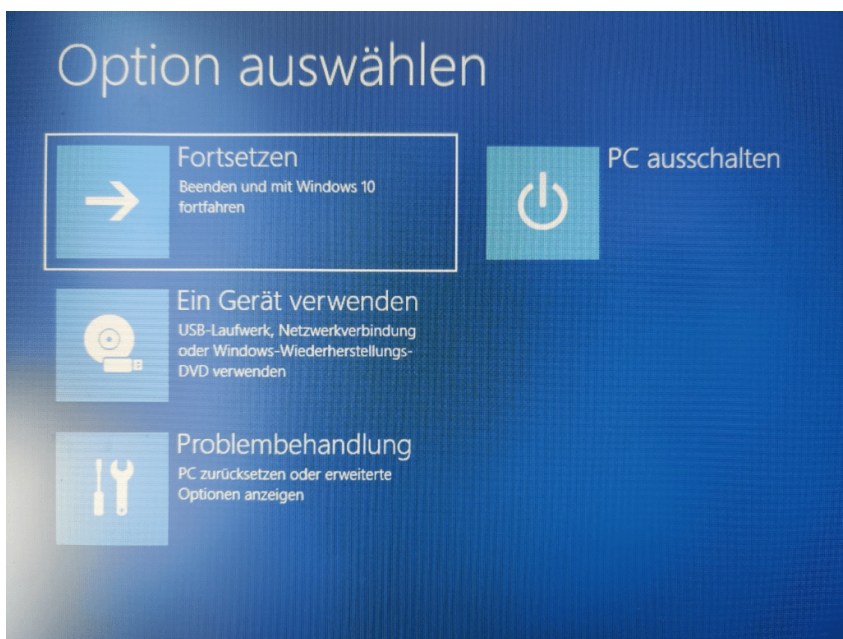 Option auswählen
Fortsetzen
Beenden und mit Windows 10
fortfahren
PC ausschalten
Ein Gerät verwenden
USB-Laufwerk, Netzwerkverbindung
oder Windows-Wiederherstellungs-
DVD verwenden
Problembehandlung
PC zurücksetzen oder erweiterte
Optionen anzeigen